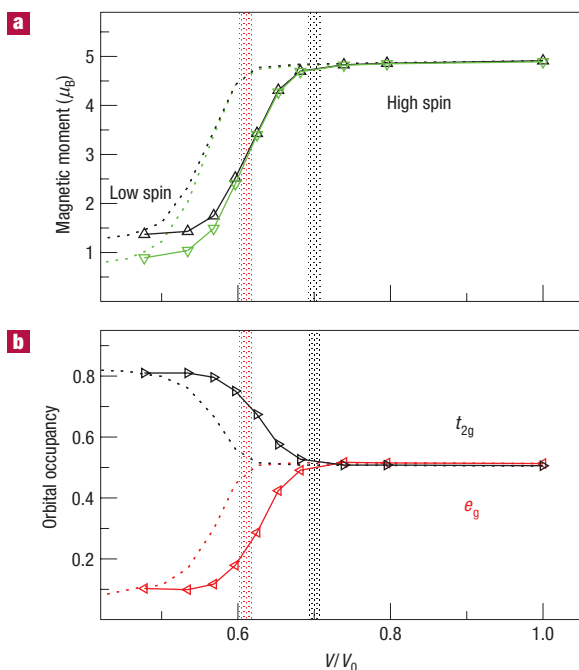 a
5
4
3
2
1
Magnetic moment (μB)
High spin
Low spin
b
0.8
0.6
0.4
0.2
Orbital occupancy
t2g
eg
0.6
0.8
1.0
V/V0